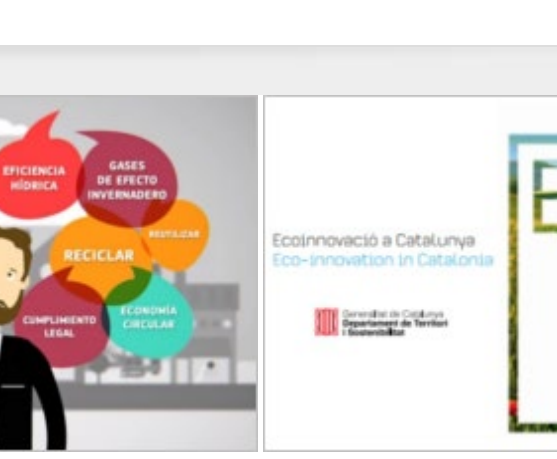 EFICIENCIA
HÍDRICA
GASES
DE EFECTO
INVERNADERO
REUTILIZAR
RECICLAR
CUMPLIMIENTO
LEGAL
ECONOMÍA
CIRCULAR
EcoInnovació a Catalunya
Eco-innovation in Catalonia
Generalitat de Catalunya
Departament de Territori
i Sostenibilitat